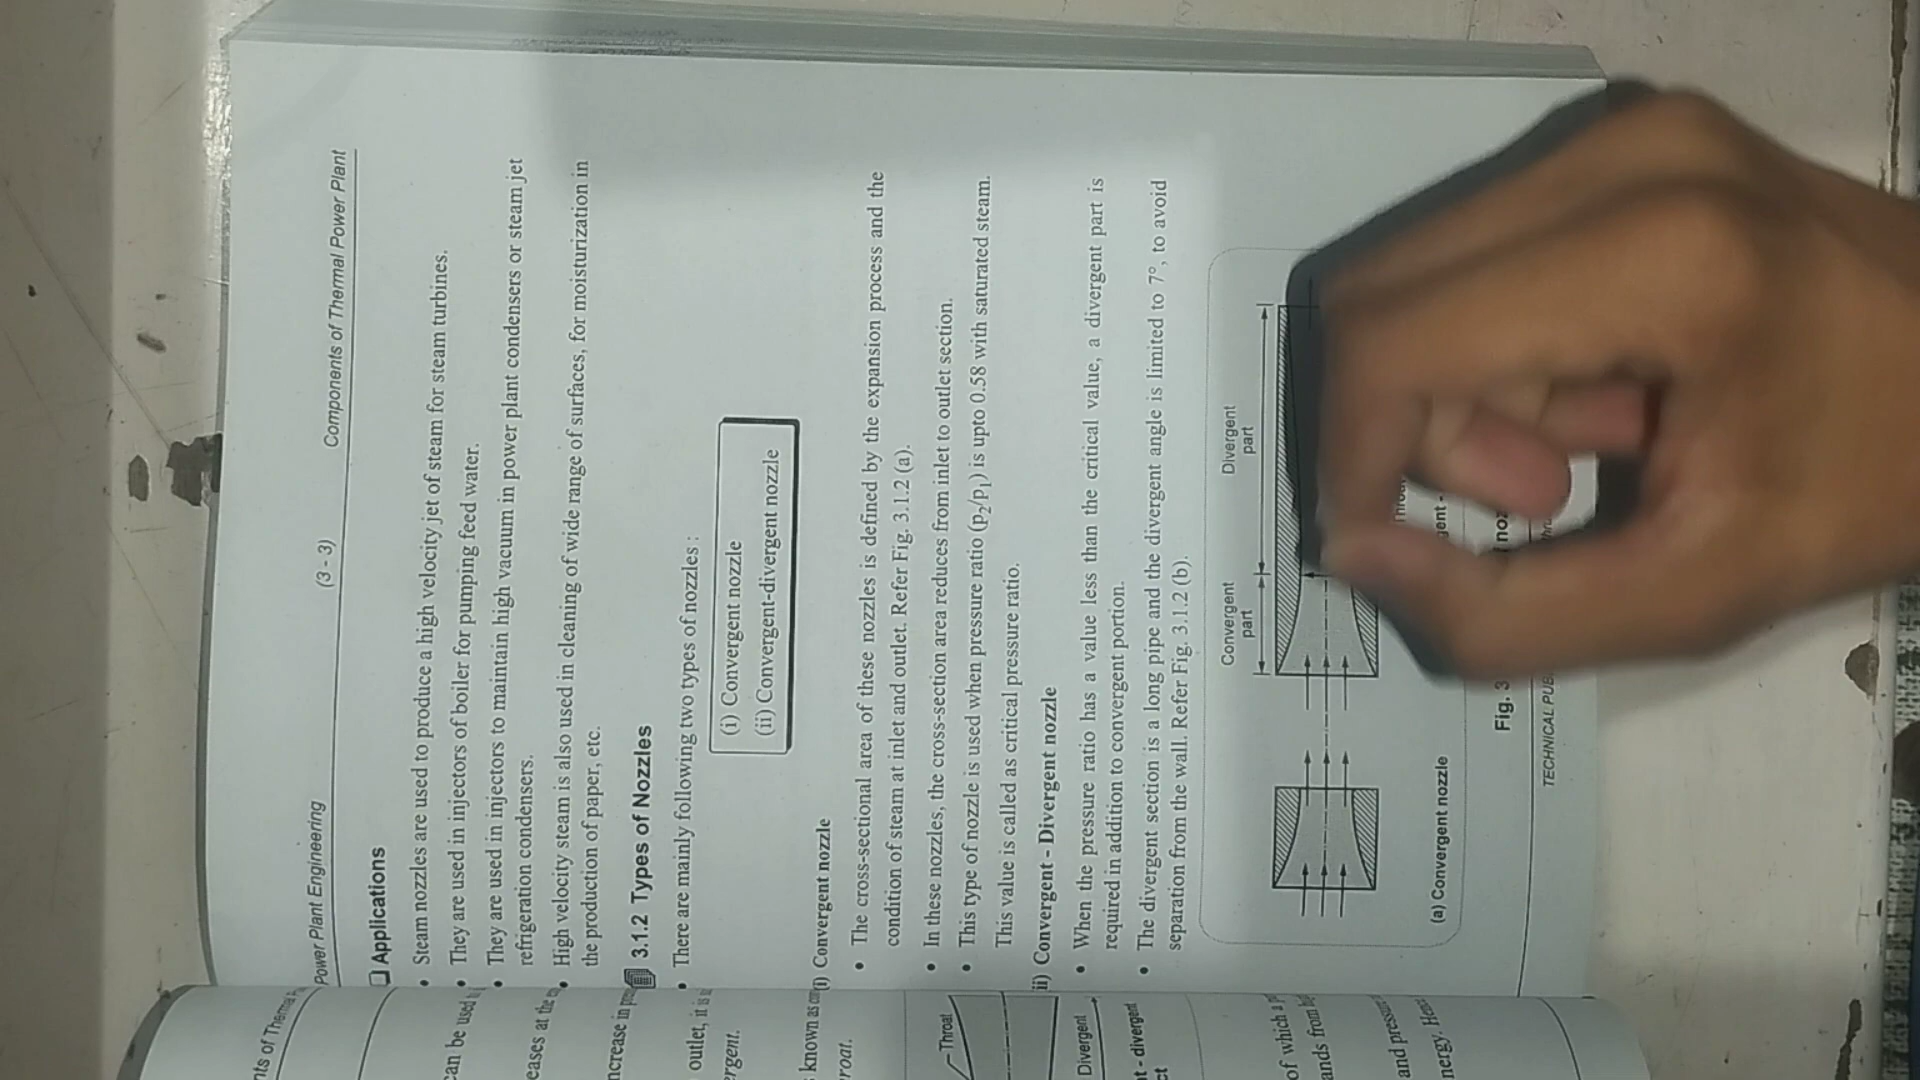 Power Plant Engineering (3 - 3) Components of Thermal Power Plant
❑ Applications
• Steam nozzles are used to produce a high velocity jet of steam for steam turbines.
• They are used in injectors of boiler for pumping feed water.
• They are used in injectors to maintain high vacuum in power plant condensers or steam jet
refrigeration condensers.
• High velocity steam is also used in cleaning of wide range of surfaces, for moisturization in
the production of paper, etc.
3.1.2 Types of Nozzles
• There are mainly following two types of nozzles :
(i) Convergent nozzle
(ii) Convergent-divergent nozzle
(i) Convergent nozzle
• The cross-sectional area of these nozzles is defined by the expansion process and the
condition of steam at inlet and outlet. Refer Fig. 3.1.2 (a).
• In these nozzles, the cross-section area reduces from inlet to outlet section.
• This type of nozzle is used when pressure ratio (p₂/p₁) is upto 0.58 with saturated steam.
This value is called as critical pressure ratio.
ii) Convergent - Divergent nozzle
• When the pressure ratio has a value less than the critical value, a divergent part is
required in addition to convergent portion.
• The divergent section is a long pipe and the divergent angle is limited to 7°, to avoid
separation from the wall. Refer Fig. 3.1.2 (b).
Convergent
part
Divergent
part
(a) Convergent nozzle
Fig. 3
TECHNICAL PUB
can be used
eases at the
ncrease in
outlet, it is
ergent.
known as
roat.
Throat
Divergent
nt - divergent
ct
of which a
ands from
and pressure
nergy.